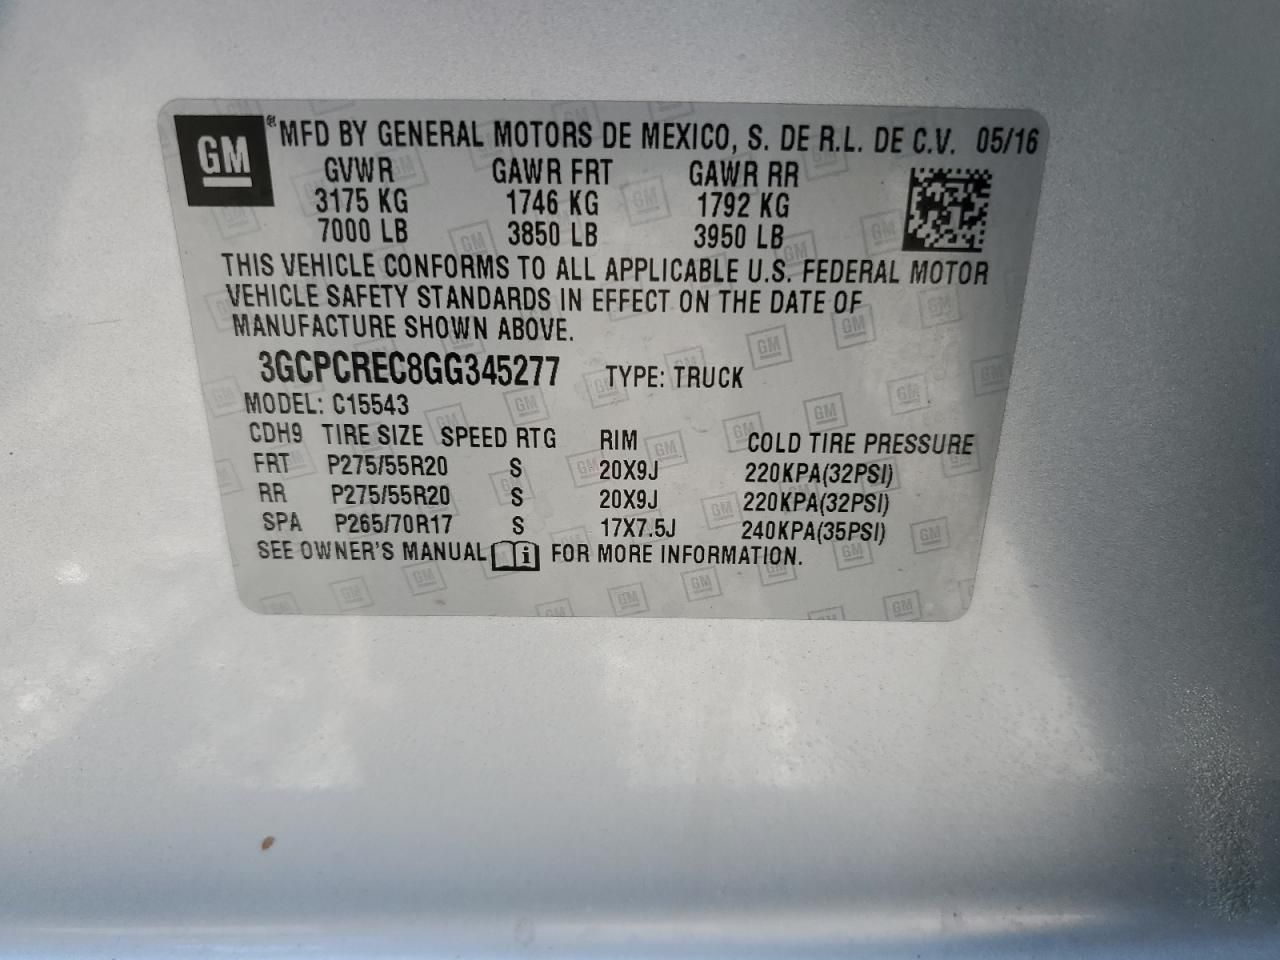 GM ® MFD BY GENERAL MOTORS DE MEXICO, S. DE R.L. DE C.V. 05/16
GVWR GAWR FRT GAWR RR
3175 KG 1746 KG 1792 KG
7000 LB 3850 LB 3950 LB
THIS VEHICLE CONFORMS TO ALL APPLICABLE U.S. FEDERAL MOTOR
VEHICLE SAFETY STANDARDS IN EFFECT ON THE DATE OF
MANUFACTURE SHOWN ABOVE.
3GCPCREC8GG345277 TYPE: TRUCK
MODEL: C15543
CDH9 TIRE SIZE SPEED RTG RIM COLD TIRE PRESSURE
FRT P275/55R20 S 20X9J 220KPA(32PSI)
RR P275/55R20 S 20X9J 220KPA(32PSI)
SPA P265/70R17 S 17X7.5J 240KPA(35PSI)
SEE OWNER'S MANUAL i FOR MORE INFORMATION.